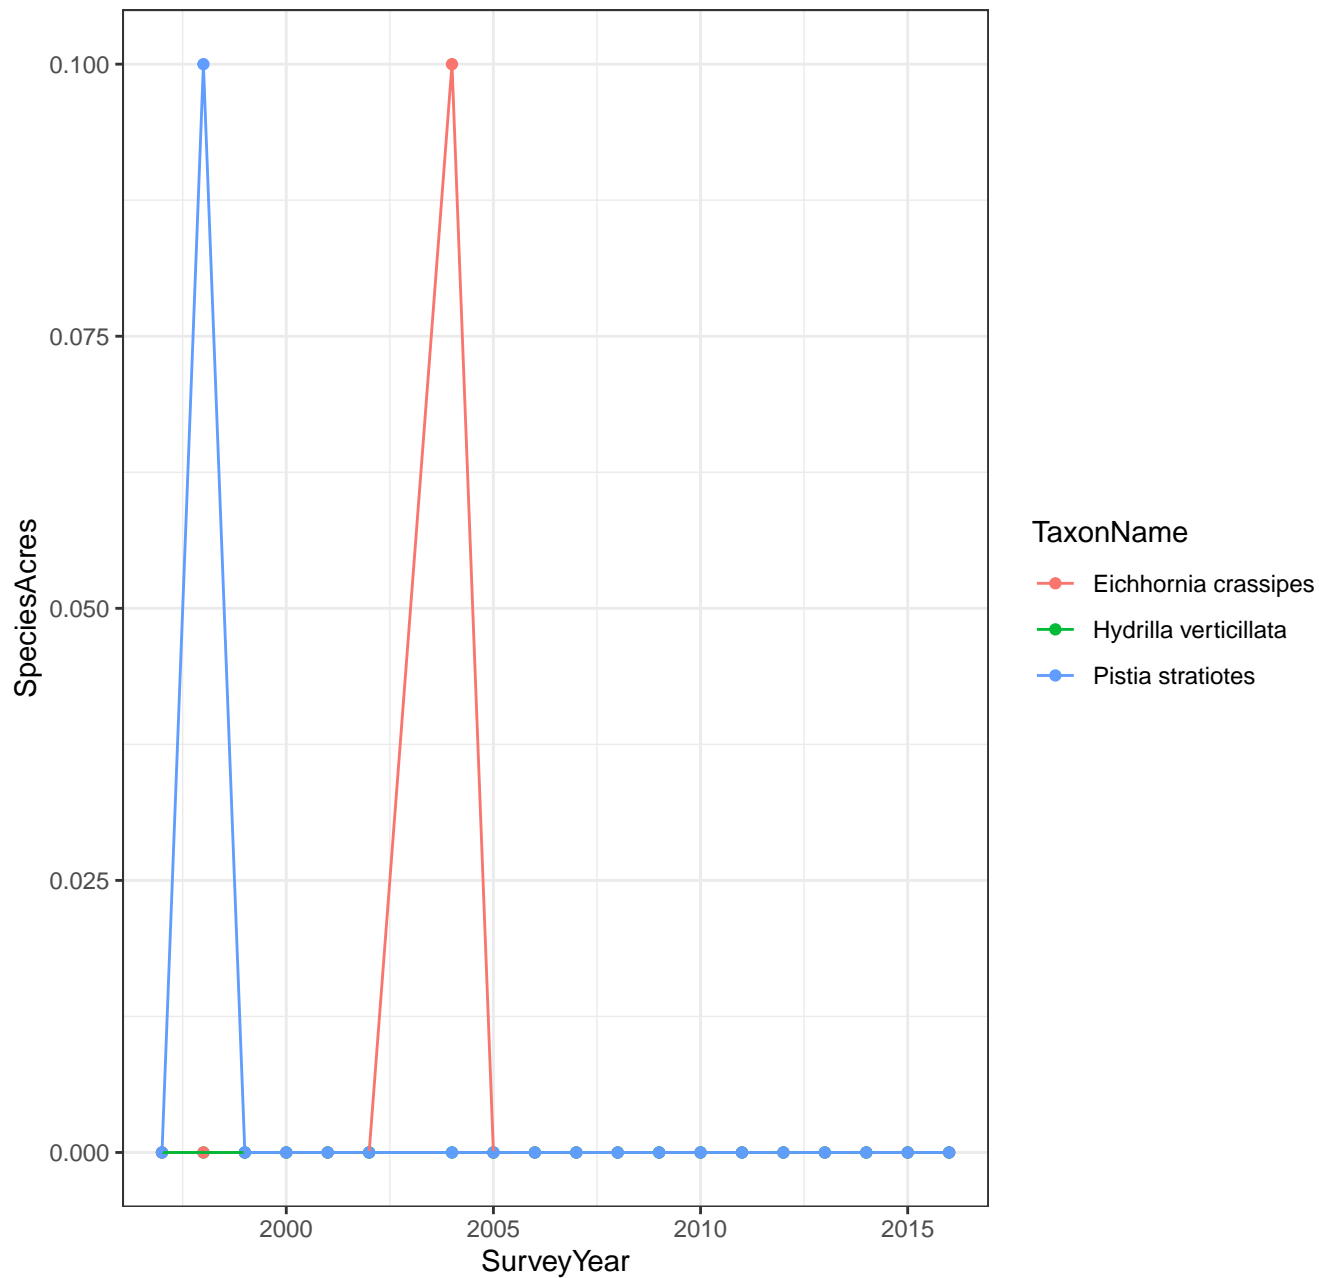 0.100
0.075
0.050
0.025
0.000
SpeciesAcres
2000
2005
2010
2015
SurveyYear
TaxonName
Eichhornia crassipes
Hydrilla verticillata
Pistia stratiotes